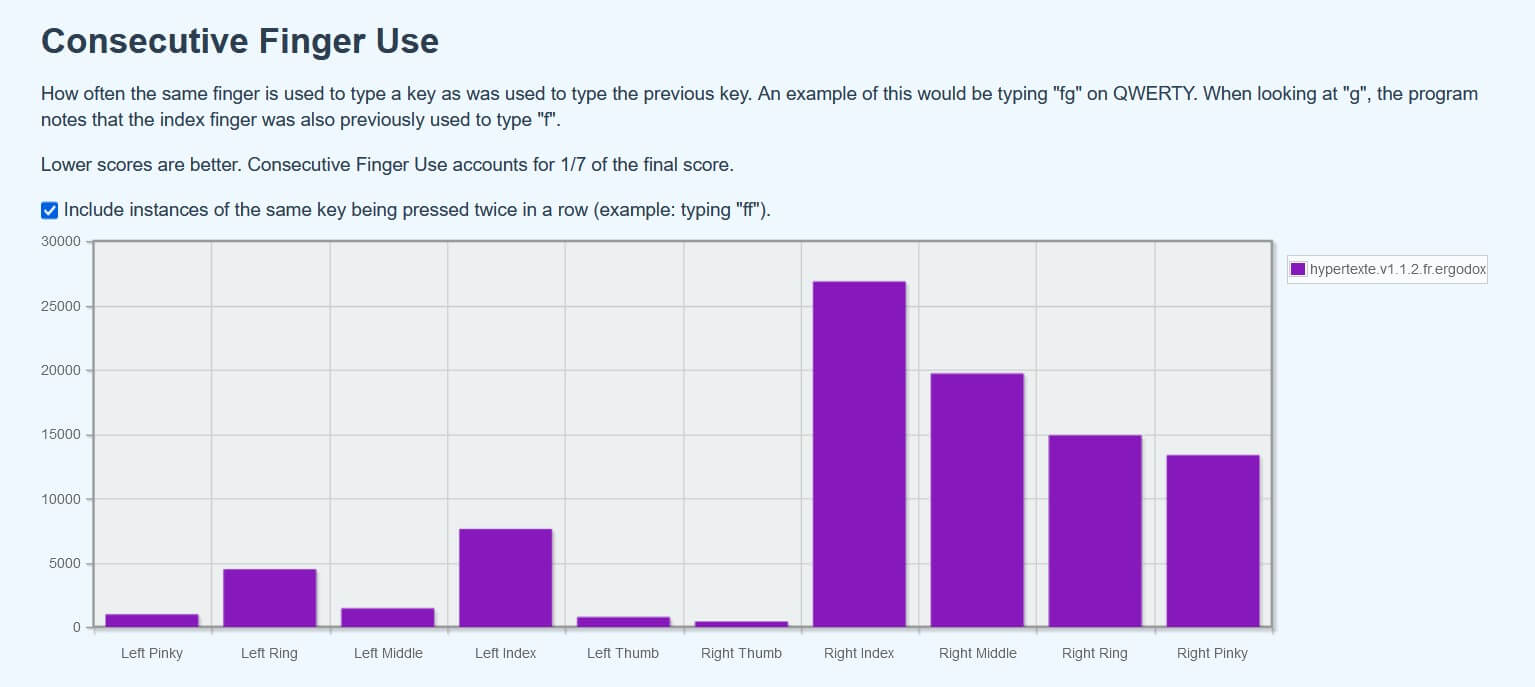 Consecutive Finger Use
How often the same finger is used to type a key as was used to type the previous key. An example of this would be typing "fg" on QWERTY. When looking at "g", the program
notes that the index finger was also previously used to type "f".
Lower scores are better. Consecutive Finger Use accounts for 1/7 of the final score.
Include instances of the same key being pressed twice in a row (example: typing "ff").
30000
25000
20000
15000
10000
5000
0
Left Pinky Left Ring Left Middle Left Index Left Thumb Right Thumb Right Index Right Middle Right Ring Right Pinky
hypertexte.v1.1.2.fr.ergodox